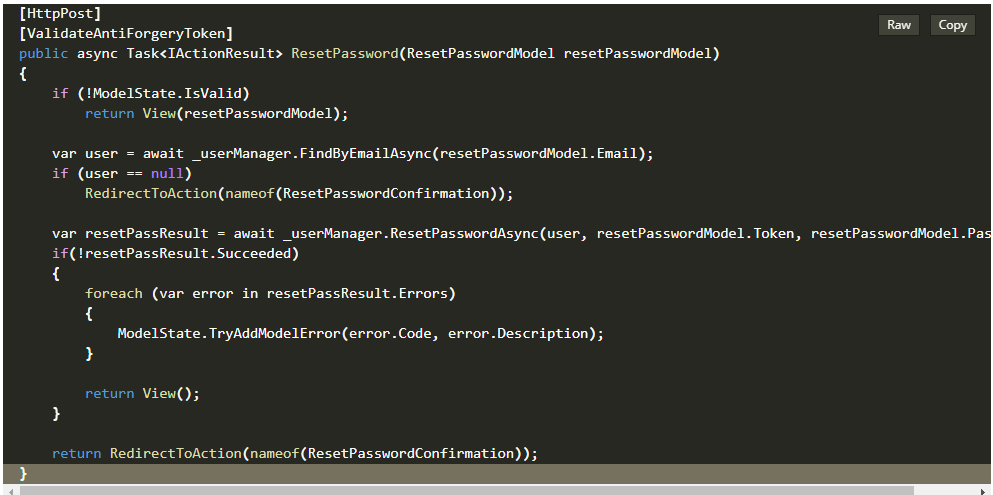 [HttpPost]
Raw Copy
[ValidateAntiForgeryToken]
public async Task<IActionResult> ResetPassword(ResetPasswordModel resetPasswordModel)
{
    if (!ModelState.IsValid)
        return View(resetPasswordModel);

    var user = await _userManager.FindByEmailAsync(resetPasswordModel.Email);
    if (user == null)
        RedirectToAction(nameof(ResetPasswordConfirmation));

    var resetPassResult = await _userManager.ResetPasswordAsync(user, resetPasswordModel.Token, resetPasswordModel.Pas
    if(!resetPassResult.Succeeded)
    {
        foreach (var error in resetPassResult.Errors)
        {
            ModelState.TryAddModelError(error.Code, error.Description);
        }

        return View();
    }

    return RedirectToAction(nameof(ResetPasswordConfirmation));
}